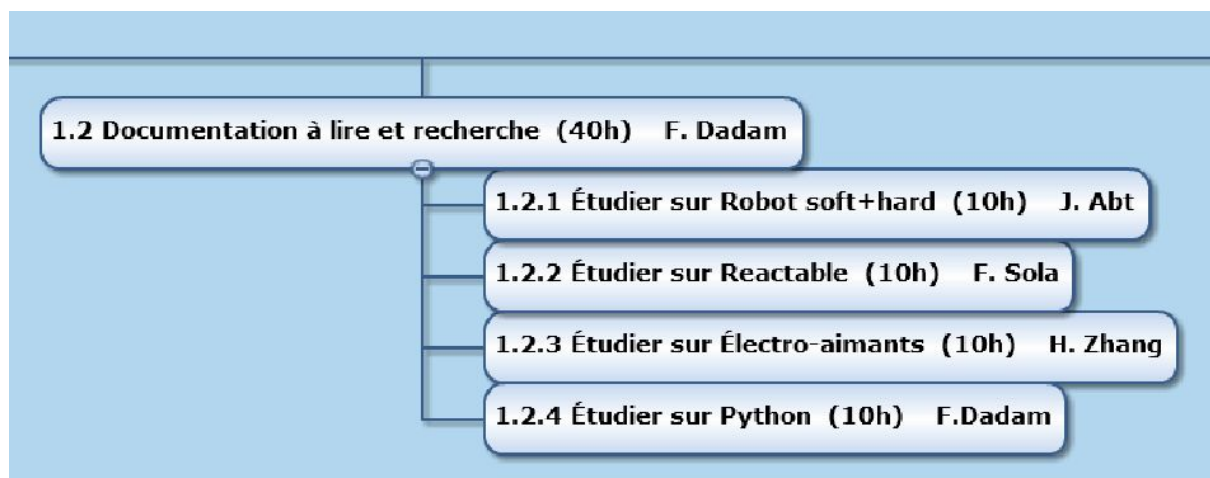 1.2 Documentation à lire et recherche (40h) F. Dadam
1.2.1 Étudier sur Robot soft+hard (10h) J. Abt
1.2.2 Étudier sur Reactable (10h) F. Sola
1.2.3 Étudier sur Électro-aimants (10h) H. Zhang
1.2.4 Étudier sur Python (10h) F.Dadam